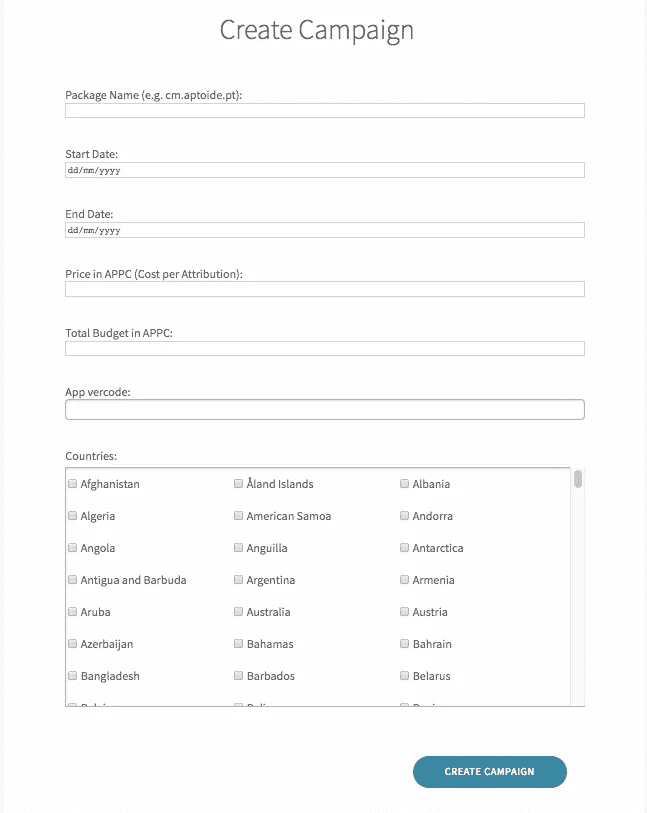 Create Campaign
Package Name (e.g. cm.aptoide.pt):
Start Date:
dd/mm/yyyy
End Date:
dd/mm/yyyy
Price in APPC (Cost per Attribution):
Total Budget in APPC:
App vercode:
Countries:
Afghanistan Åland Islands Albania
Algeria American Samoa Andorra
Angola Anguilla Antarctica
Antigua and Barbuda Argentina Armenia
Aruba Australia Austria
Azerbaijan Bahamas Bahrain
Bangladesh Barbados Belarus
CREATE CAMPAIGN